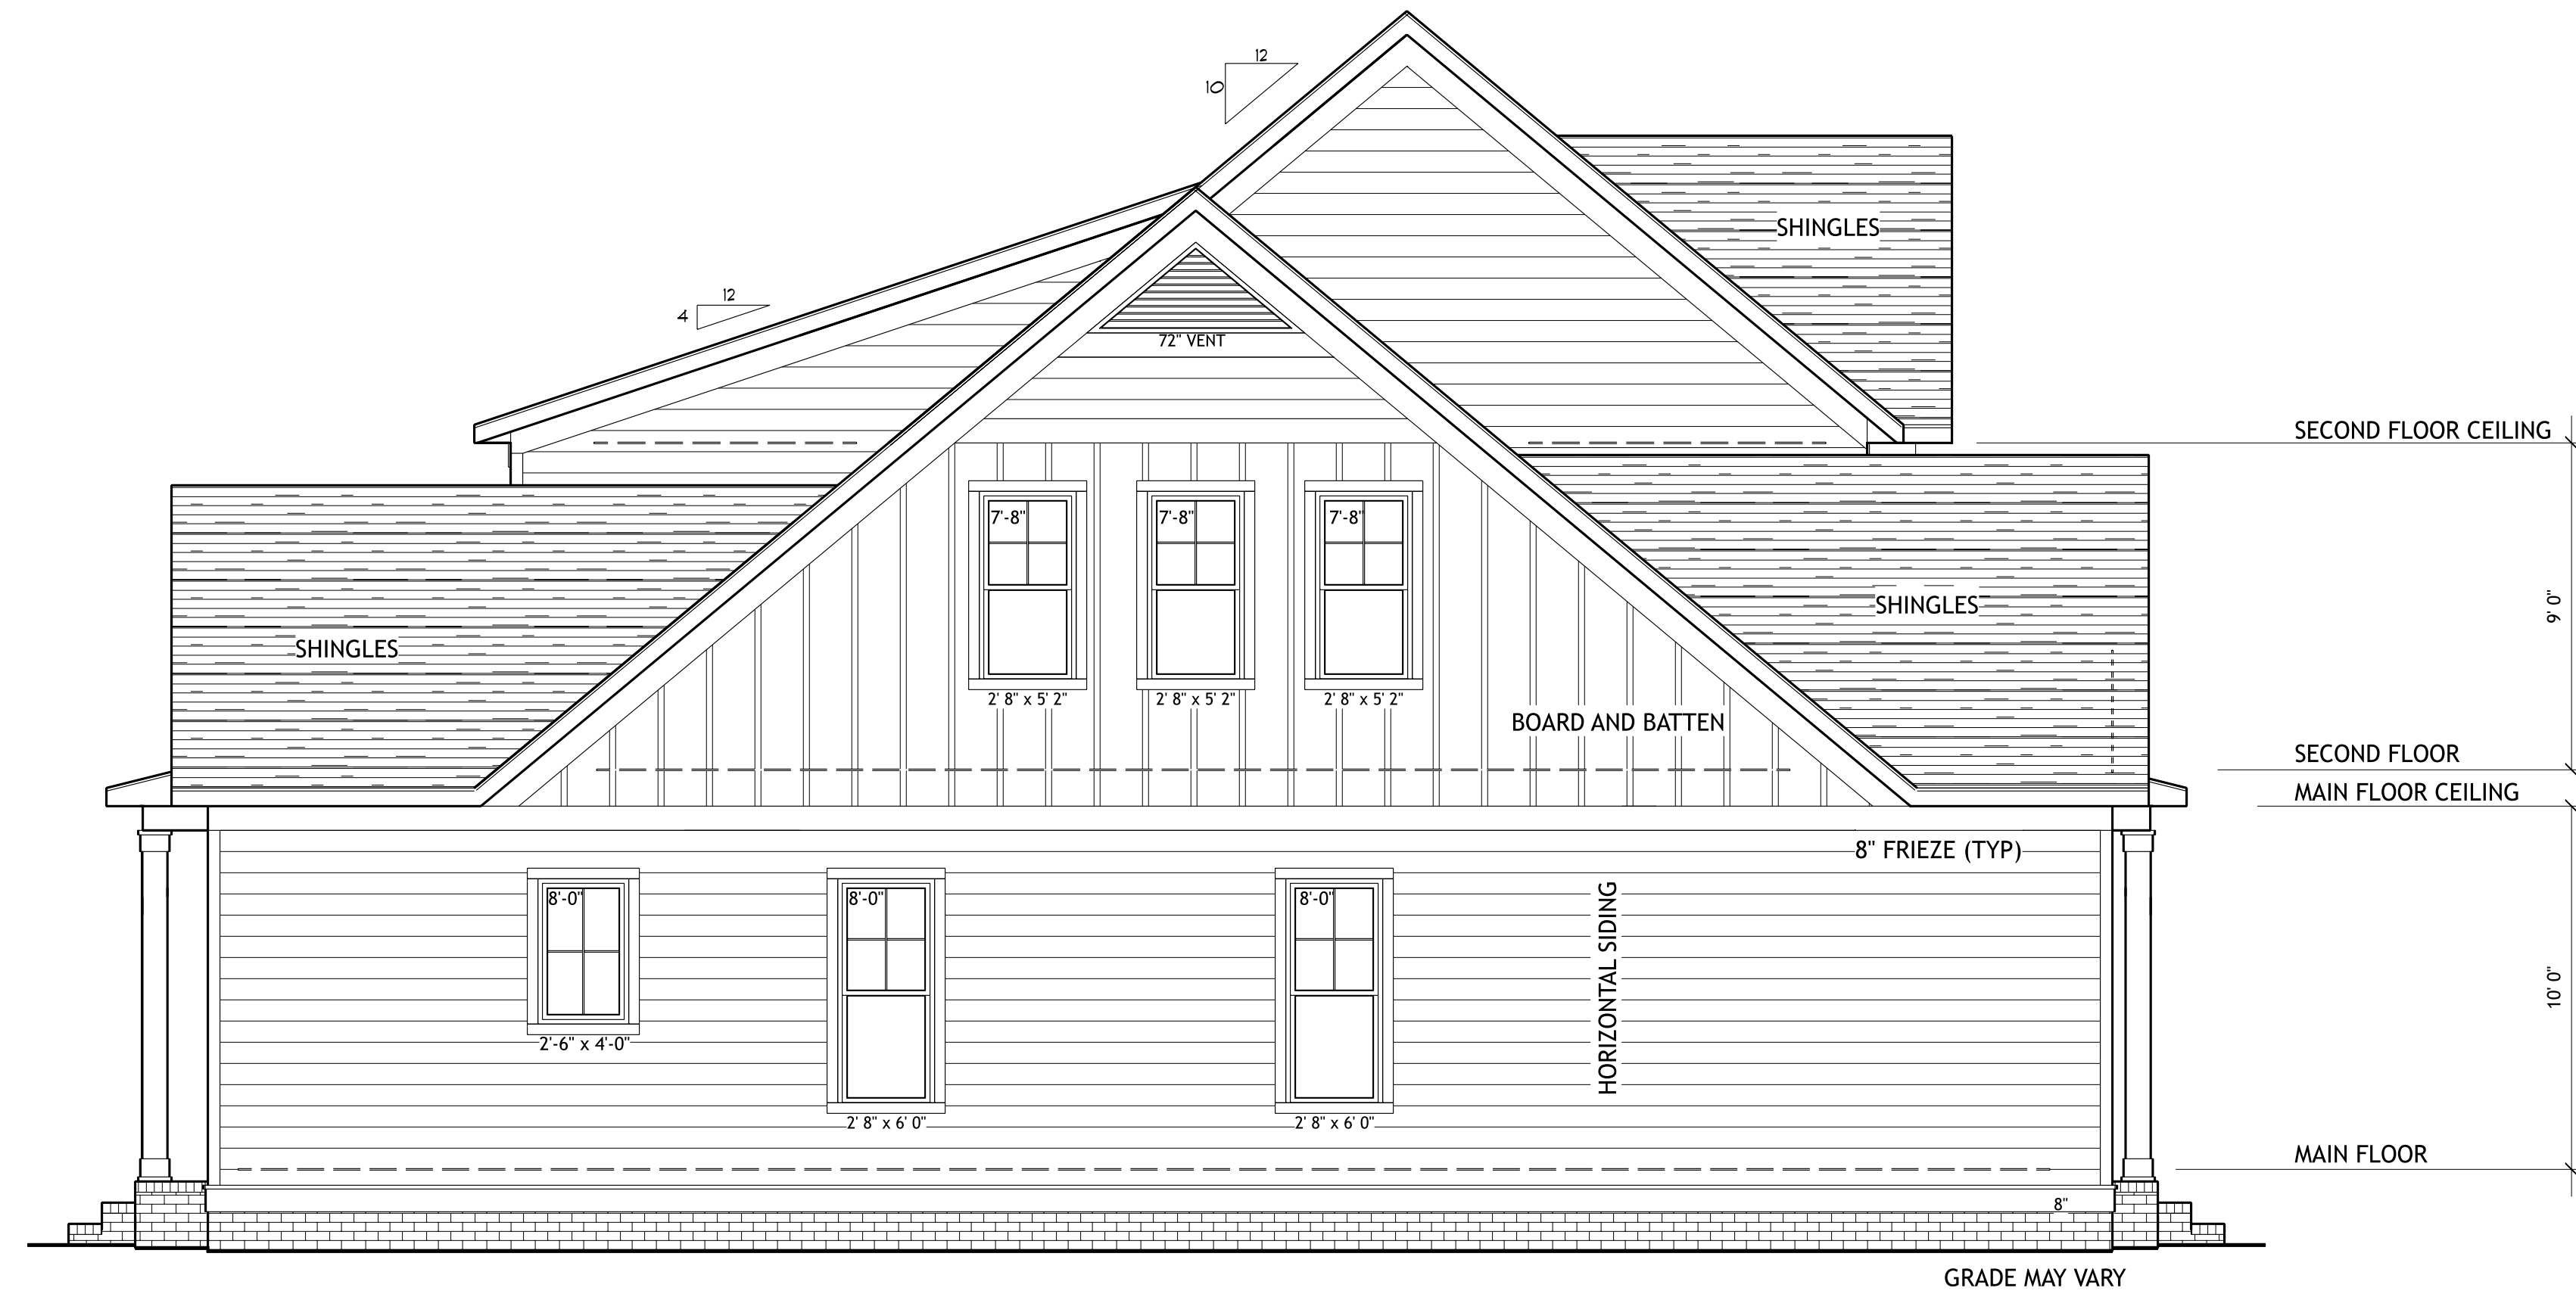 12
10
SHINGLES
12
4
72" VENT
SECOND FLOOR CEILING
7'-8"
7'-8"
7'-8"
9' 0"
SHINGLES
SHINGLES
2' 8" x 5' 2"
2' 8" x 5' 2"
2' 8" x 5' 2"
BOARD AND BATTEN
SECOND FLOOR
MAIN FLOOR CEILING
8" FRIEZE (TYP)
8'-0"
8'-0"
8'-0"
HORIZONTAL SIDING
10' 0"
2'-6" x 4'-0"
2' 8" x 6' 0"
2' 8" x 6' 0"
MAIN FLOOR
8"
GRADE MAY VARY